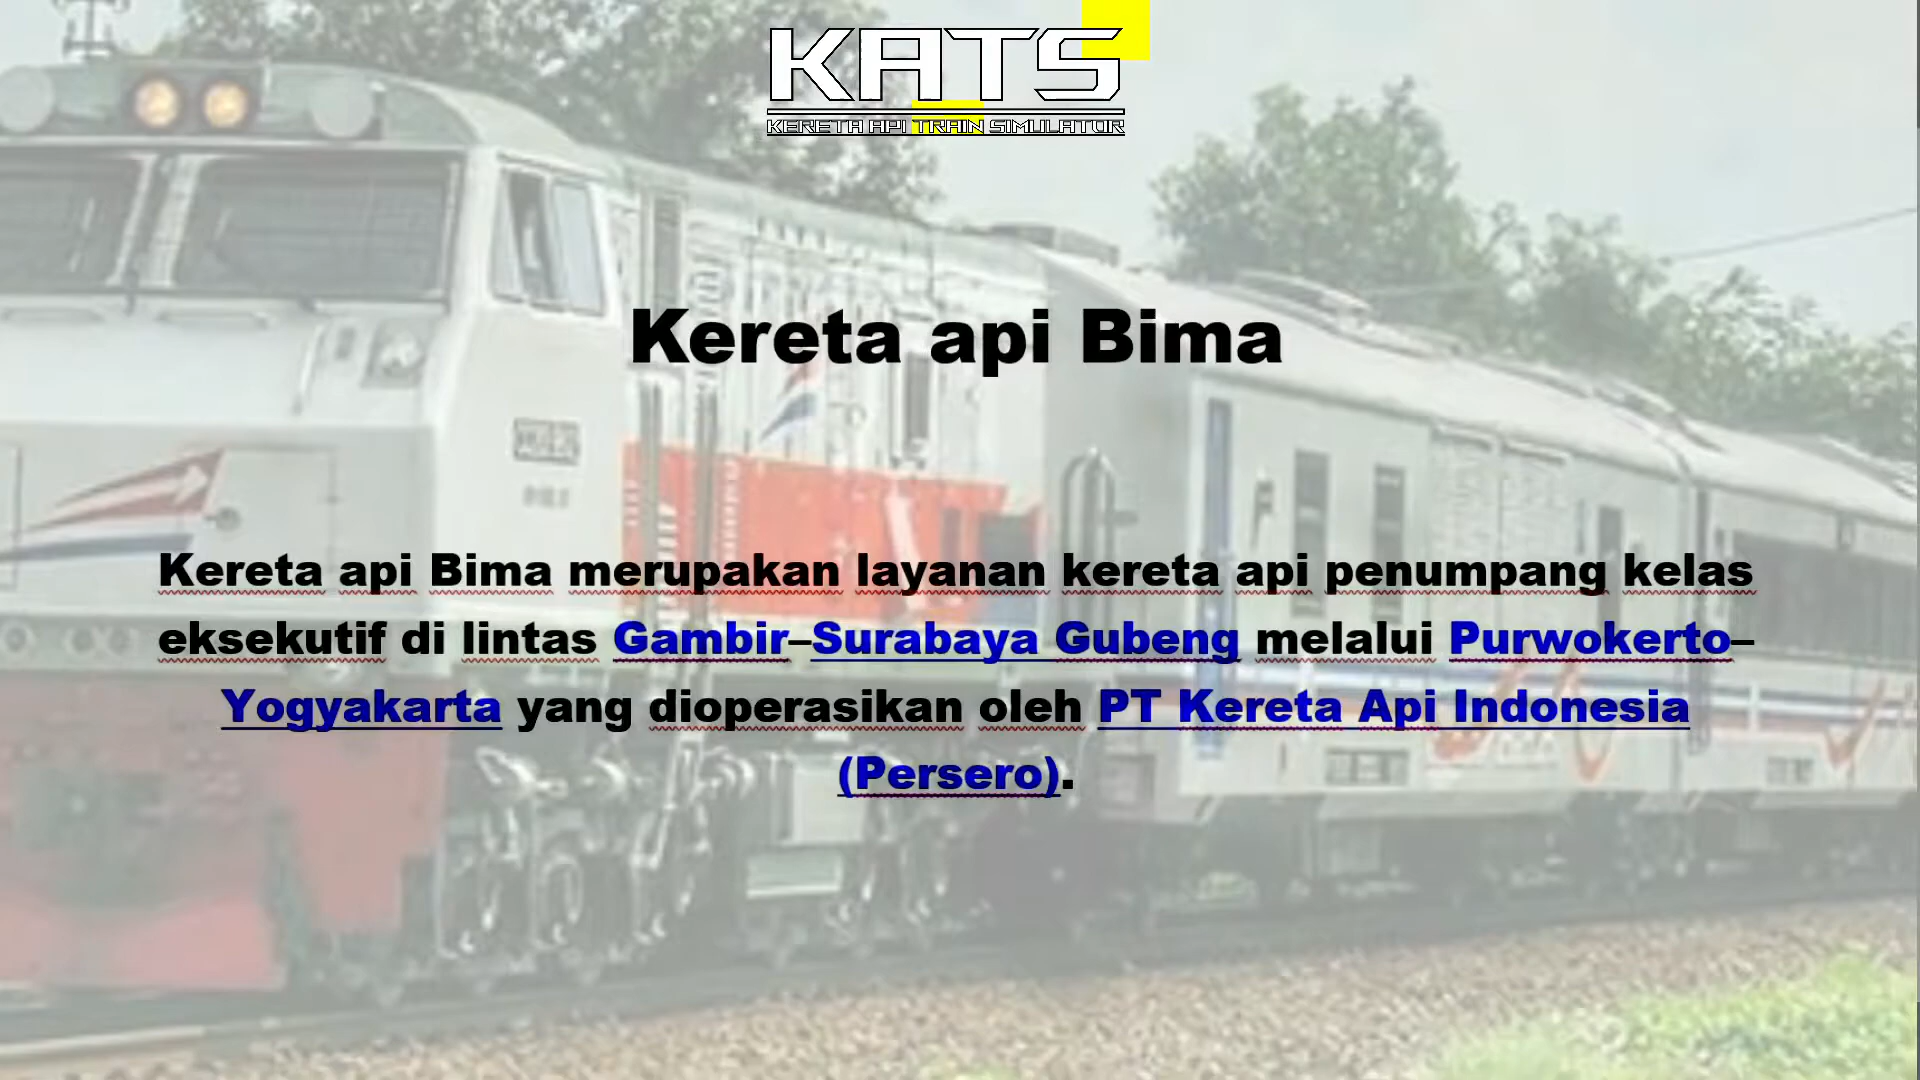 KATS
KERETA API TRAIN SIMULATOR
Kereta api Bima
Kereta api Bima merupakan layanan kereta api penumpang kelas
eksekutif di lintas Gambir–Surabaya Gubeng melalui Purwokerto–
Yogyakarta yang dioperasikan oleh PT Kereta Api Indonesia
(Persero).